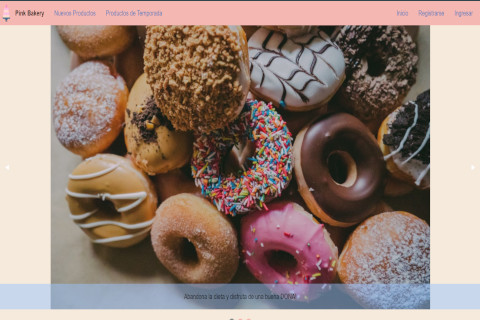 Pink Bakery
Nuevos Productos
Productos de Temporada
Inicio
Registrarse
Ingresar
Abandona la dieta y disfruta de una buena DONA!